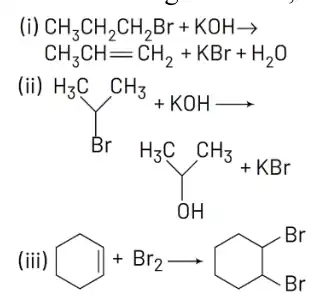 (i) CH₃CH₂CH₂Br + KOH→
CH₃CH=CH₂ + KBr + H₂O
(ii) H₃C CH₃
+ KOH ⟶
Br
H₃C CH₃
+ KBr
OH
(iii) + Br₂ ⟶ Br
Br